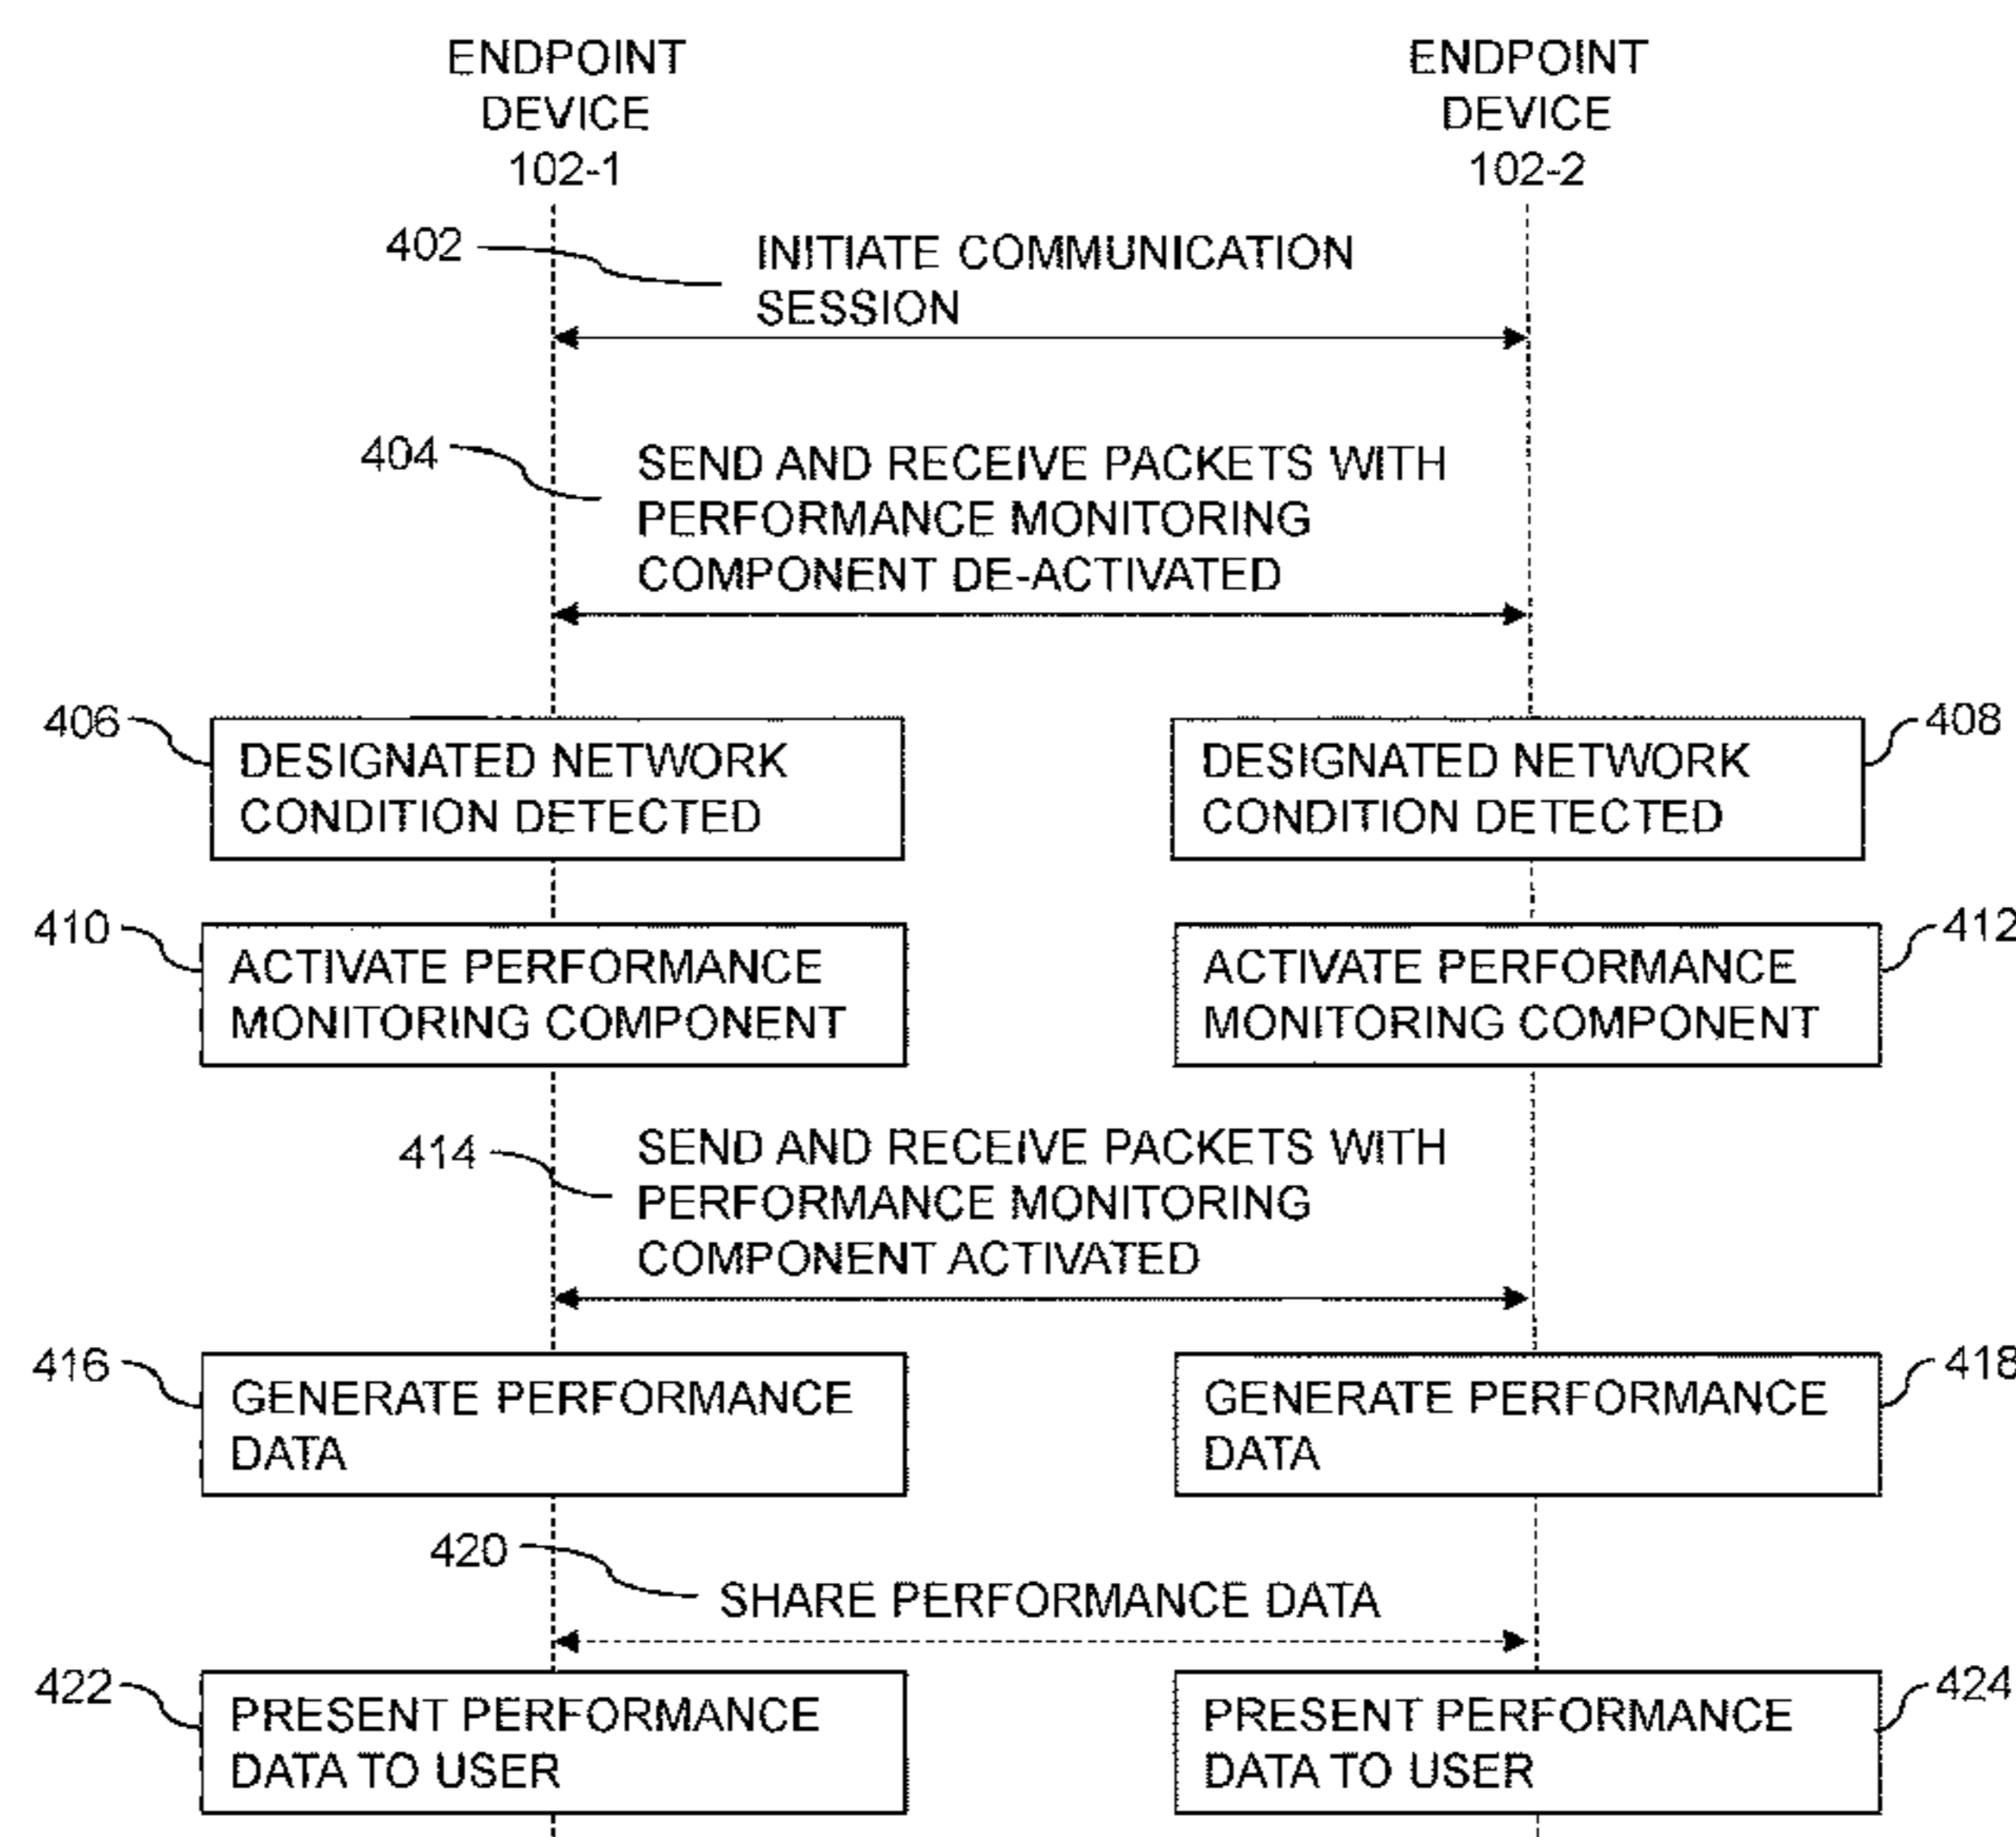 ENDPOINT
DEVICE
102-1
ENDPOINT
DEVICE
102-2
402
INITIATE COMMUNICATION
SESSION
404
SEND AND RECEIVE PACKETS WITH
PERFORMANCE MONITORING
COMPONENT DE-ACTIVATED
406
DESIGNATED NETWORK
CONDITION DETECTED
DESIGNATED NETWORK
CONDITION DETECTED
408
410
ACTIVATE PERFORMANCE
MONITORING COMPONENT
ACTIVATE PERFORMANCE
MONITORING COMPONENT
412
414
SEND AND RECEIVE PACKETS WITH
PERFORMANCE MONITORING
COMPONENT ACTIVATED
416
GENERATE PERFORMANCE
DATA
GENERATE PERFORMANCE
DATA
418
420
SHARE PERFORMANCE DATA
422
PRESENT PERFORMANCE
DATA TO USER
PRESENT PERFORMANCE
DATA TO USER
424